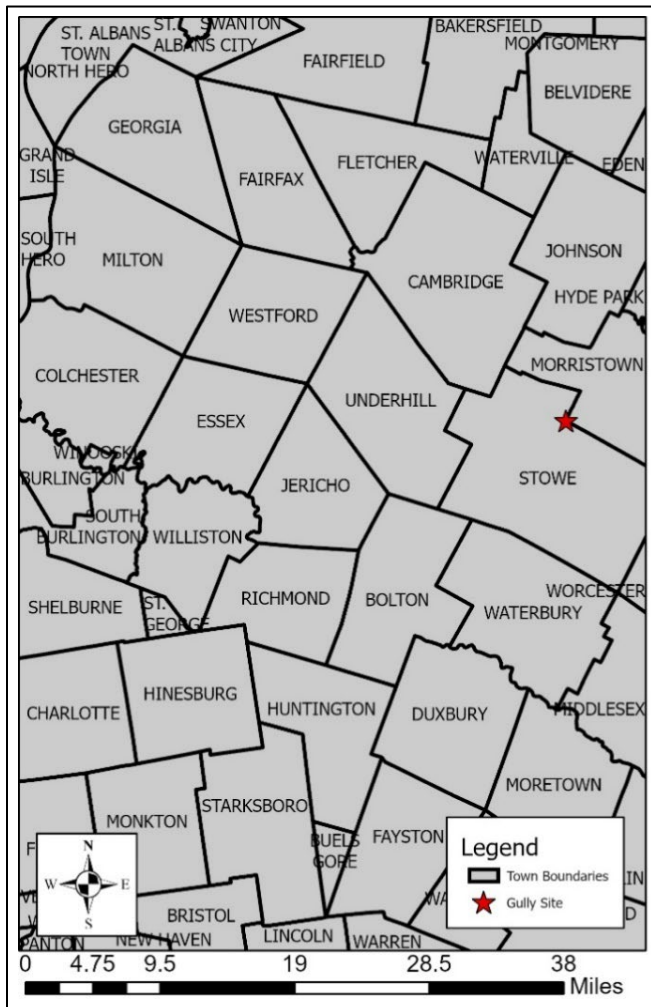 ST. ALBANS
TOWN
ST.
ALBANS CITY
SWANTON
BAKERSFIELD
MONTGOMERY
NORTH HERO
FAIRFIELD
BELVIDERE
GEORGIA
GRAND
ISLE
FAIRFAX
FLETCHER
WATERVILLE
EDEN
SOUTH
HERO
MILTON
JOHNSON
CAMBRIDGE
HYDE PARK
WESTFORD
MORRISTOWN
COLCHESTER
UNDERHILL
ESSEX
WINOOSKI
BURLINGTON
JERICHO
STOWE
SOUTH
BURLINGTON
WILLISTON
SHELBURNE
ST.
GEORGE
RICHMOND
BOLTON
WATERBURY
WORCESTER
HINESBURG
CHARLOTTE
HUNTINGTON
DUXBURY
MIDDLESEX
MORETOWN
STARKSBORO
MONKTON
BUELS
GORE
FAYSTON
F
N
W E
S
Legend
Town Boundaries
Gully Site
VE
W
PANTON
NEW HAVEN
BRISTOL
LINCOLN
WARREN
WA
IN
D
0 4.75 9.5 19 28.5 38
Miles